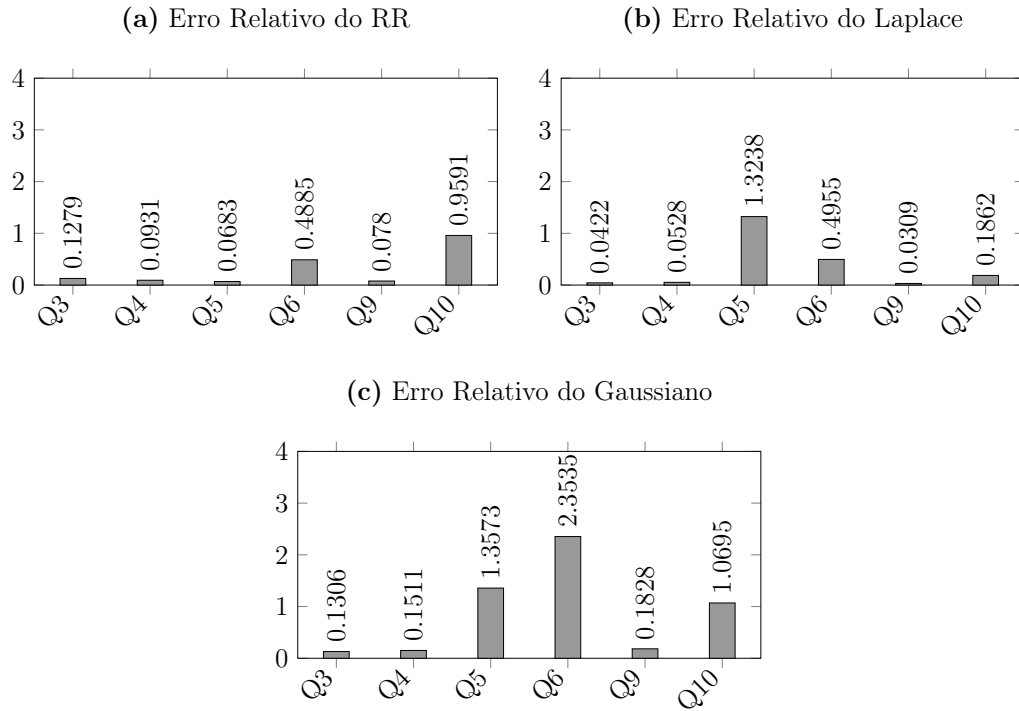 (a) Erro Relativo do RR
4
3
2
1
0
0.1279
0.0931
0.0683
0.4885
0.078
0.9591
Q3
Q4
Q5
Q6
Q9
Q10
(b) Erro Relativo do Laplace
4
3
2
1
0
0.0422
0.0528
1.3238
0.4955
0.0309
0.1862
Q3
Q4
Q5
Q6
Q9
Q10
(c) Erro Relativo do Gaussiano
4
3
2
1
0
0.1306
0.1511
1.3573
2.3535
0.1828
1.0695
Q3
Q4
Q5
Q6
Q9
Q10